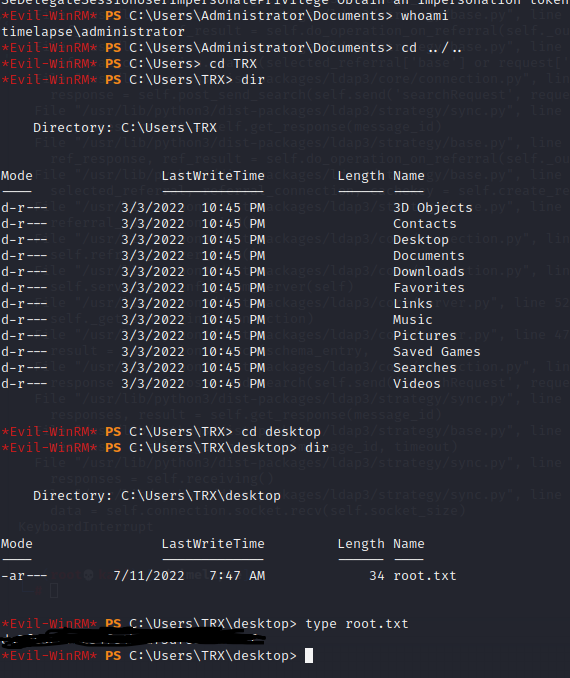 SeDelegateSessionUserImpersonatePrivilege Obtain an impersonation token
*Evil-WinRM* PS C:\Users\Administrator\Documents> whoami
timelapse\administrator
*Evil-WinRM* PS C:\Users\Administrator\Documents> cd ../..
*Evil-WinRM* PS C:\Users> cd TRX
*Evil-WinRM* PS C:\Users\TRX> dir
Directory: C:\Users\TRX
Mode LastWriteTime Length Name
---- ------------- ------ ----
d-r--- 3/3/2022 10:45 PM 3D Objects
d-r--- 3/3/2022 10:45 PM Contacts
d-r--- 3/3/2022 10:45 PM Desktop
d-r--- 3/3/2022 10:45 PM Documents
d-r--- 3/3/2022 10:45 PM Downloads
d-r--- 3/3/2022 10:45 PM Favorites
d-r--- 3/3/2022 10:45 PM Links
d-r--- 3/3/2022 10:45 PM Music
d-r--- 3/3/2022 10:45 PM Pictures
d-r--- 3/3/2022 10:45 PM Saved Games
d-r--- 3/3/2022 10:45 PM Searches
d-r--- 3/3/2022 10:45 PM Videos
*Evil-WinRM* PS C:\Users\TRX> cd desktop
*Evil-WinRM* PS C:\Users\TRX\desktop> dir
Directory: C:\Users\TRX\desktop
Mode LastWriteTime Length Name
---- ------------- ------ ----
-ar--- 7/11/2022 7:47 AM 34 root.txt
*Evil-WinRM* PS C:\Users\TRX\desktop> type root.txt
*Evil-WinRM* PS C:\Users\TRX\desktop>